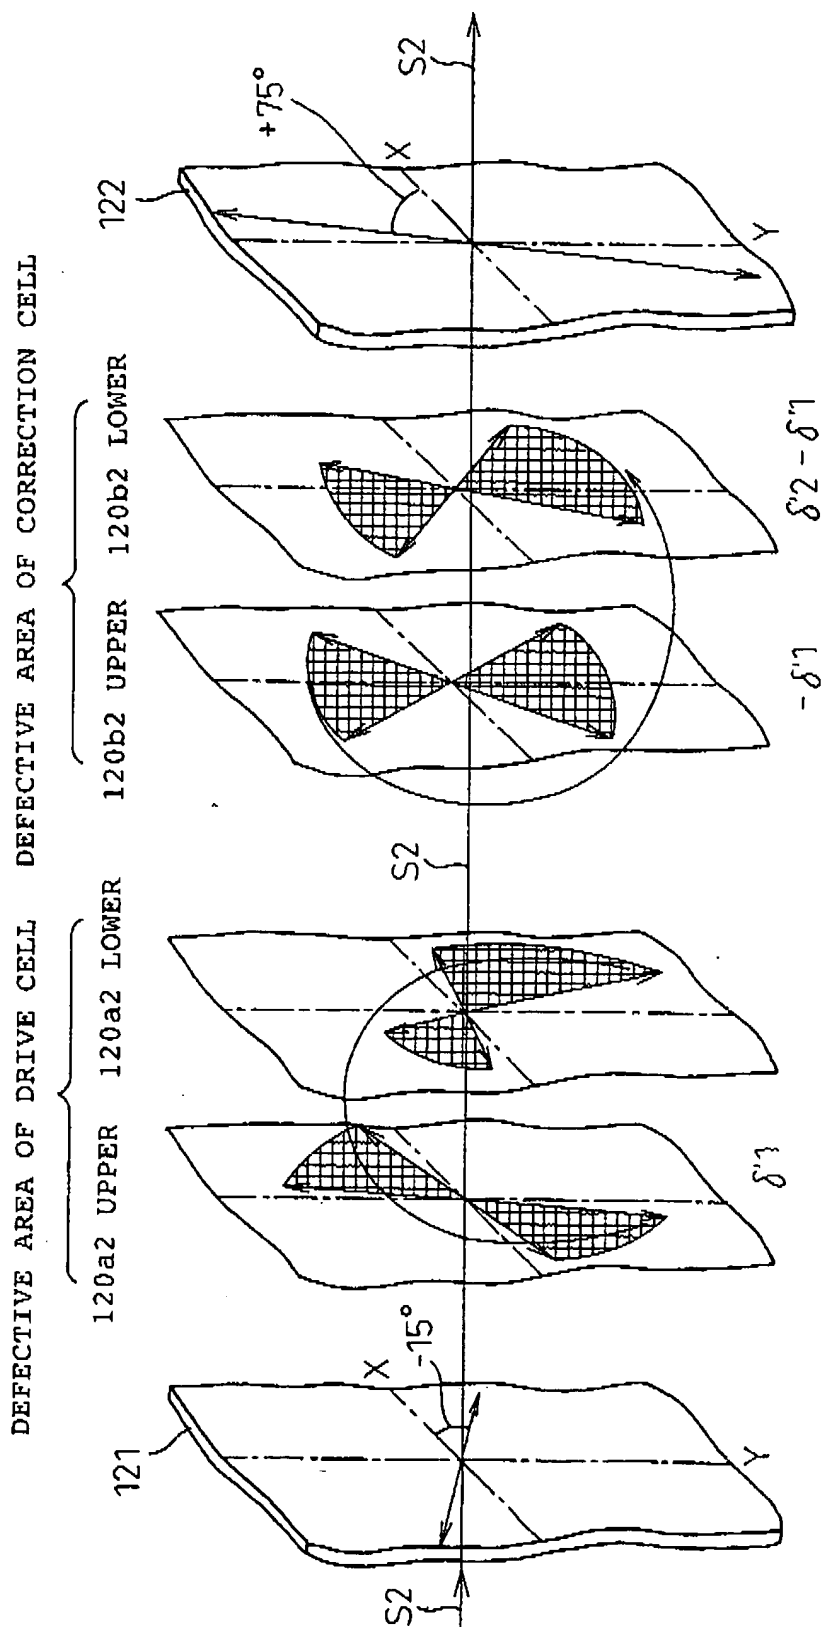 DEFECTIVE AREA OF DRIVE CELL
DEFECTIVE AREA OF CORRECTION CELL
120a2 UPPER
120a2 LOWER
120b2 UPPER
120b2 LOWER
121
122
X
-15°
Y
S2
S2
S2
+75°
X
Y
δ'1
-δ'1
δ'2-δ'1